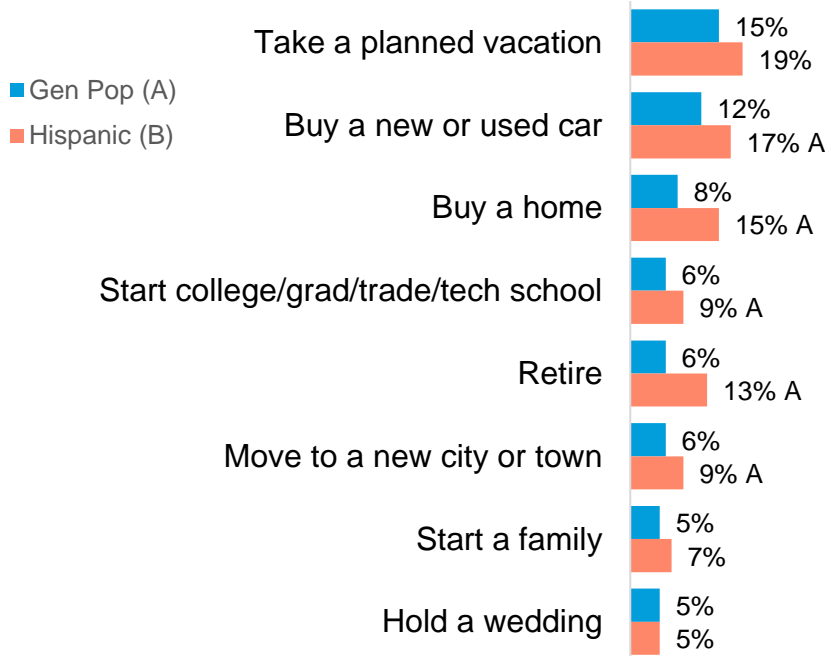 Take a planned vacation
15%
19%
Gen Pop (A)
Hispanic (B)
Buy a new or used car
12%
17% A
Buy a home
8%
15% A
Start college/grad/trade/tech school
6%
9% A
Retire
6%
13% A
Move to a new city or town
6%
9% A
Start a family
5%
7%
Hold a wedding
5%
5%